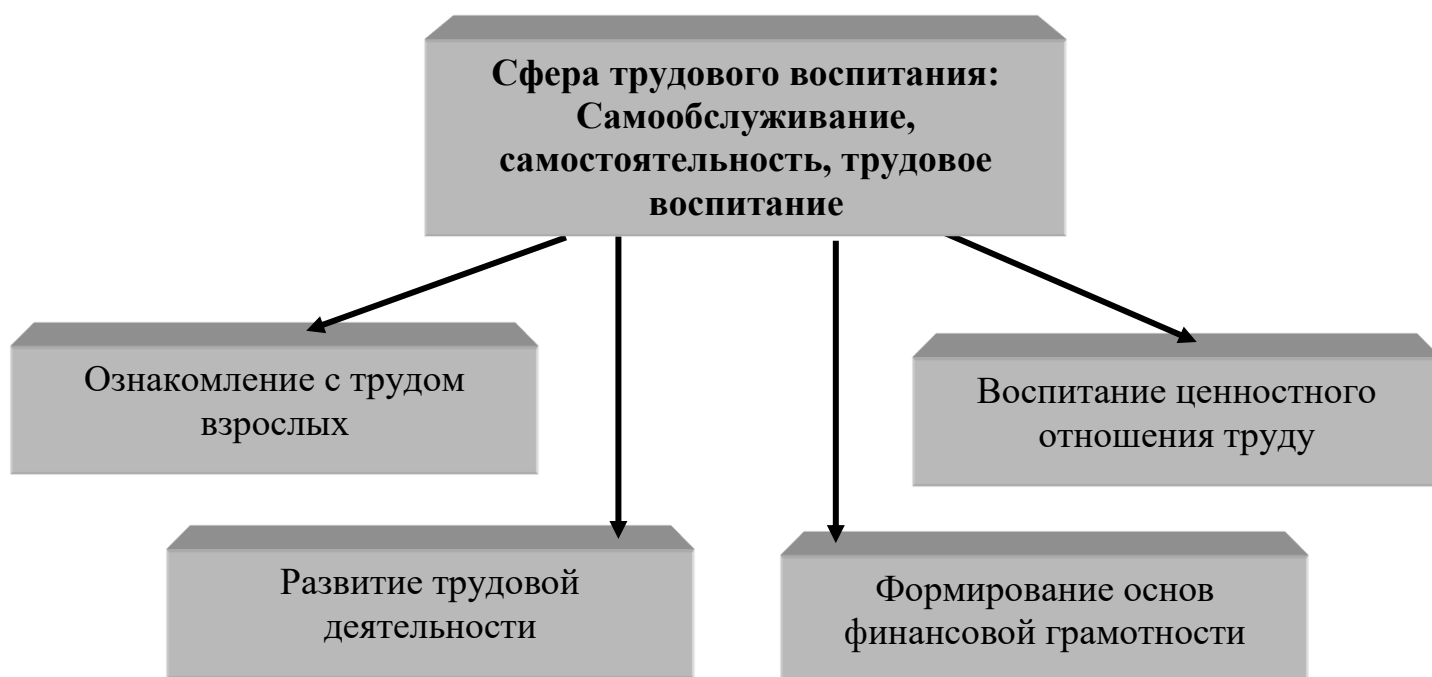 Сфера трудового воспитания:
Самообслуживание,
самостоятельность, трудовое
воспитание
Ознакомление с трудом
взрослых
Воспитание ценностного
отношения труду
Развитие трудовой
деятельности
Формирование основ
финансовой грамотности